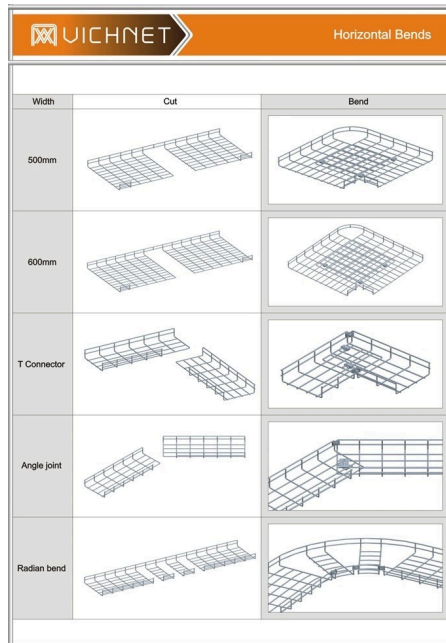 VICHNET
Horizontal Bends
Width Cut Bend
500mm
600mm
T Connector
Angle joint
Radian bend